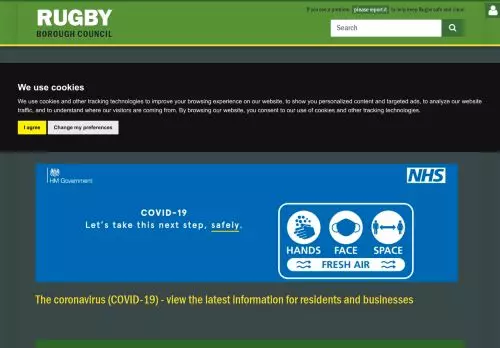 RUGBY
BOROUGH COUNCIL
If you see a problem, please report it to help keep Rugby safe and clean
Search
We use cookies
We use cookies and other tracking technologies to improve your browsing experience on our website, to show you personalized content and targeted ads, to analyze our website
traffic, and to understand where our visitors are coming from. By browsing our website, you consent to our use of cookies and other tracking technologies.
I agree
Change my preferences
HM Government
NHS
COVID-19
Let's take this next step, safely.
HANDS FACE SPACE
FRESH AIR
The coronavirus (COVID-19) - view the latest information for residents and businesses